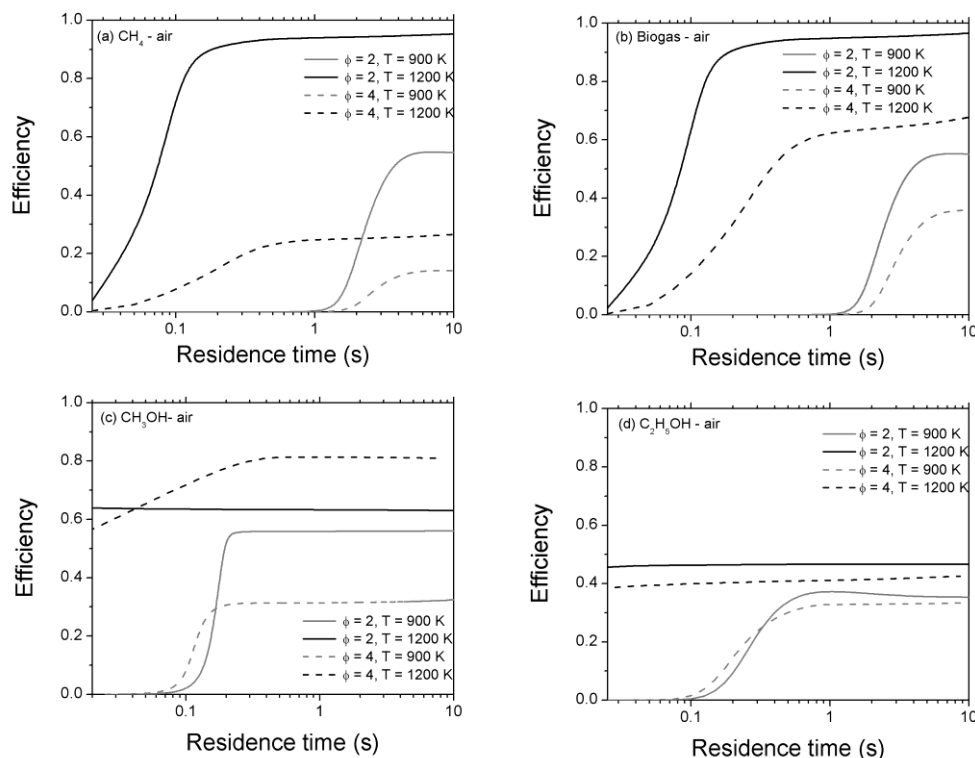 (a) CH₄ - air
ϕ = 2, T = 900 K
ϕ = 2, T = 1200 K
ϕ = 4, T = 900 K
ϕ = 4, T = 1200 K
Efficiency
1.0
0.8
0.6
0.4
0.2
0.0
0.1
1
10
Residence time (s)
(b) Biogas - air
ϕ = 2, T = 900 K
ϕ = 2, T = 1200 K
ϕ = 4, T = 900 K
ϕ = 4, T = 1200 K
Efficiency
1.0
0.8
0.6
0.4
0.2
0.0
0.1
1
10
Residence time (s)
(c) CH₃OH- air
ϕ = 2, T = 900 K
ϕ = 2, T = 1200 K
ϕ = 4, T = 900 K
ϕ = 4, T = 1200 K
Efficiency
1.0
0.8
0.6
0.4
0.2
0.0
0.1
1
10
Residence time (s)
(d) C₂H₅OH - air
ϕ = 2, T = 900 K
ϕ = 2, T = 1200 K
ϕ = 4, T = 900 K
ϕ = 4, T = 1200 K
Efficiency
1.0
0.8
0.6
0.4
0.2
0.0
0.1
1
10
Residence time (s)